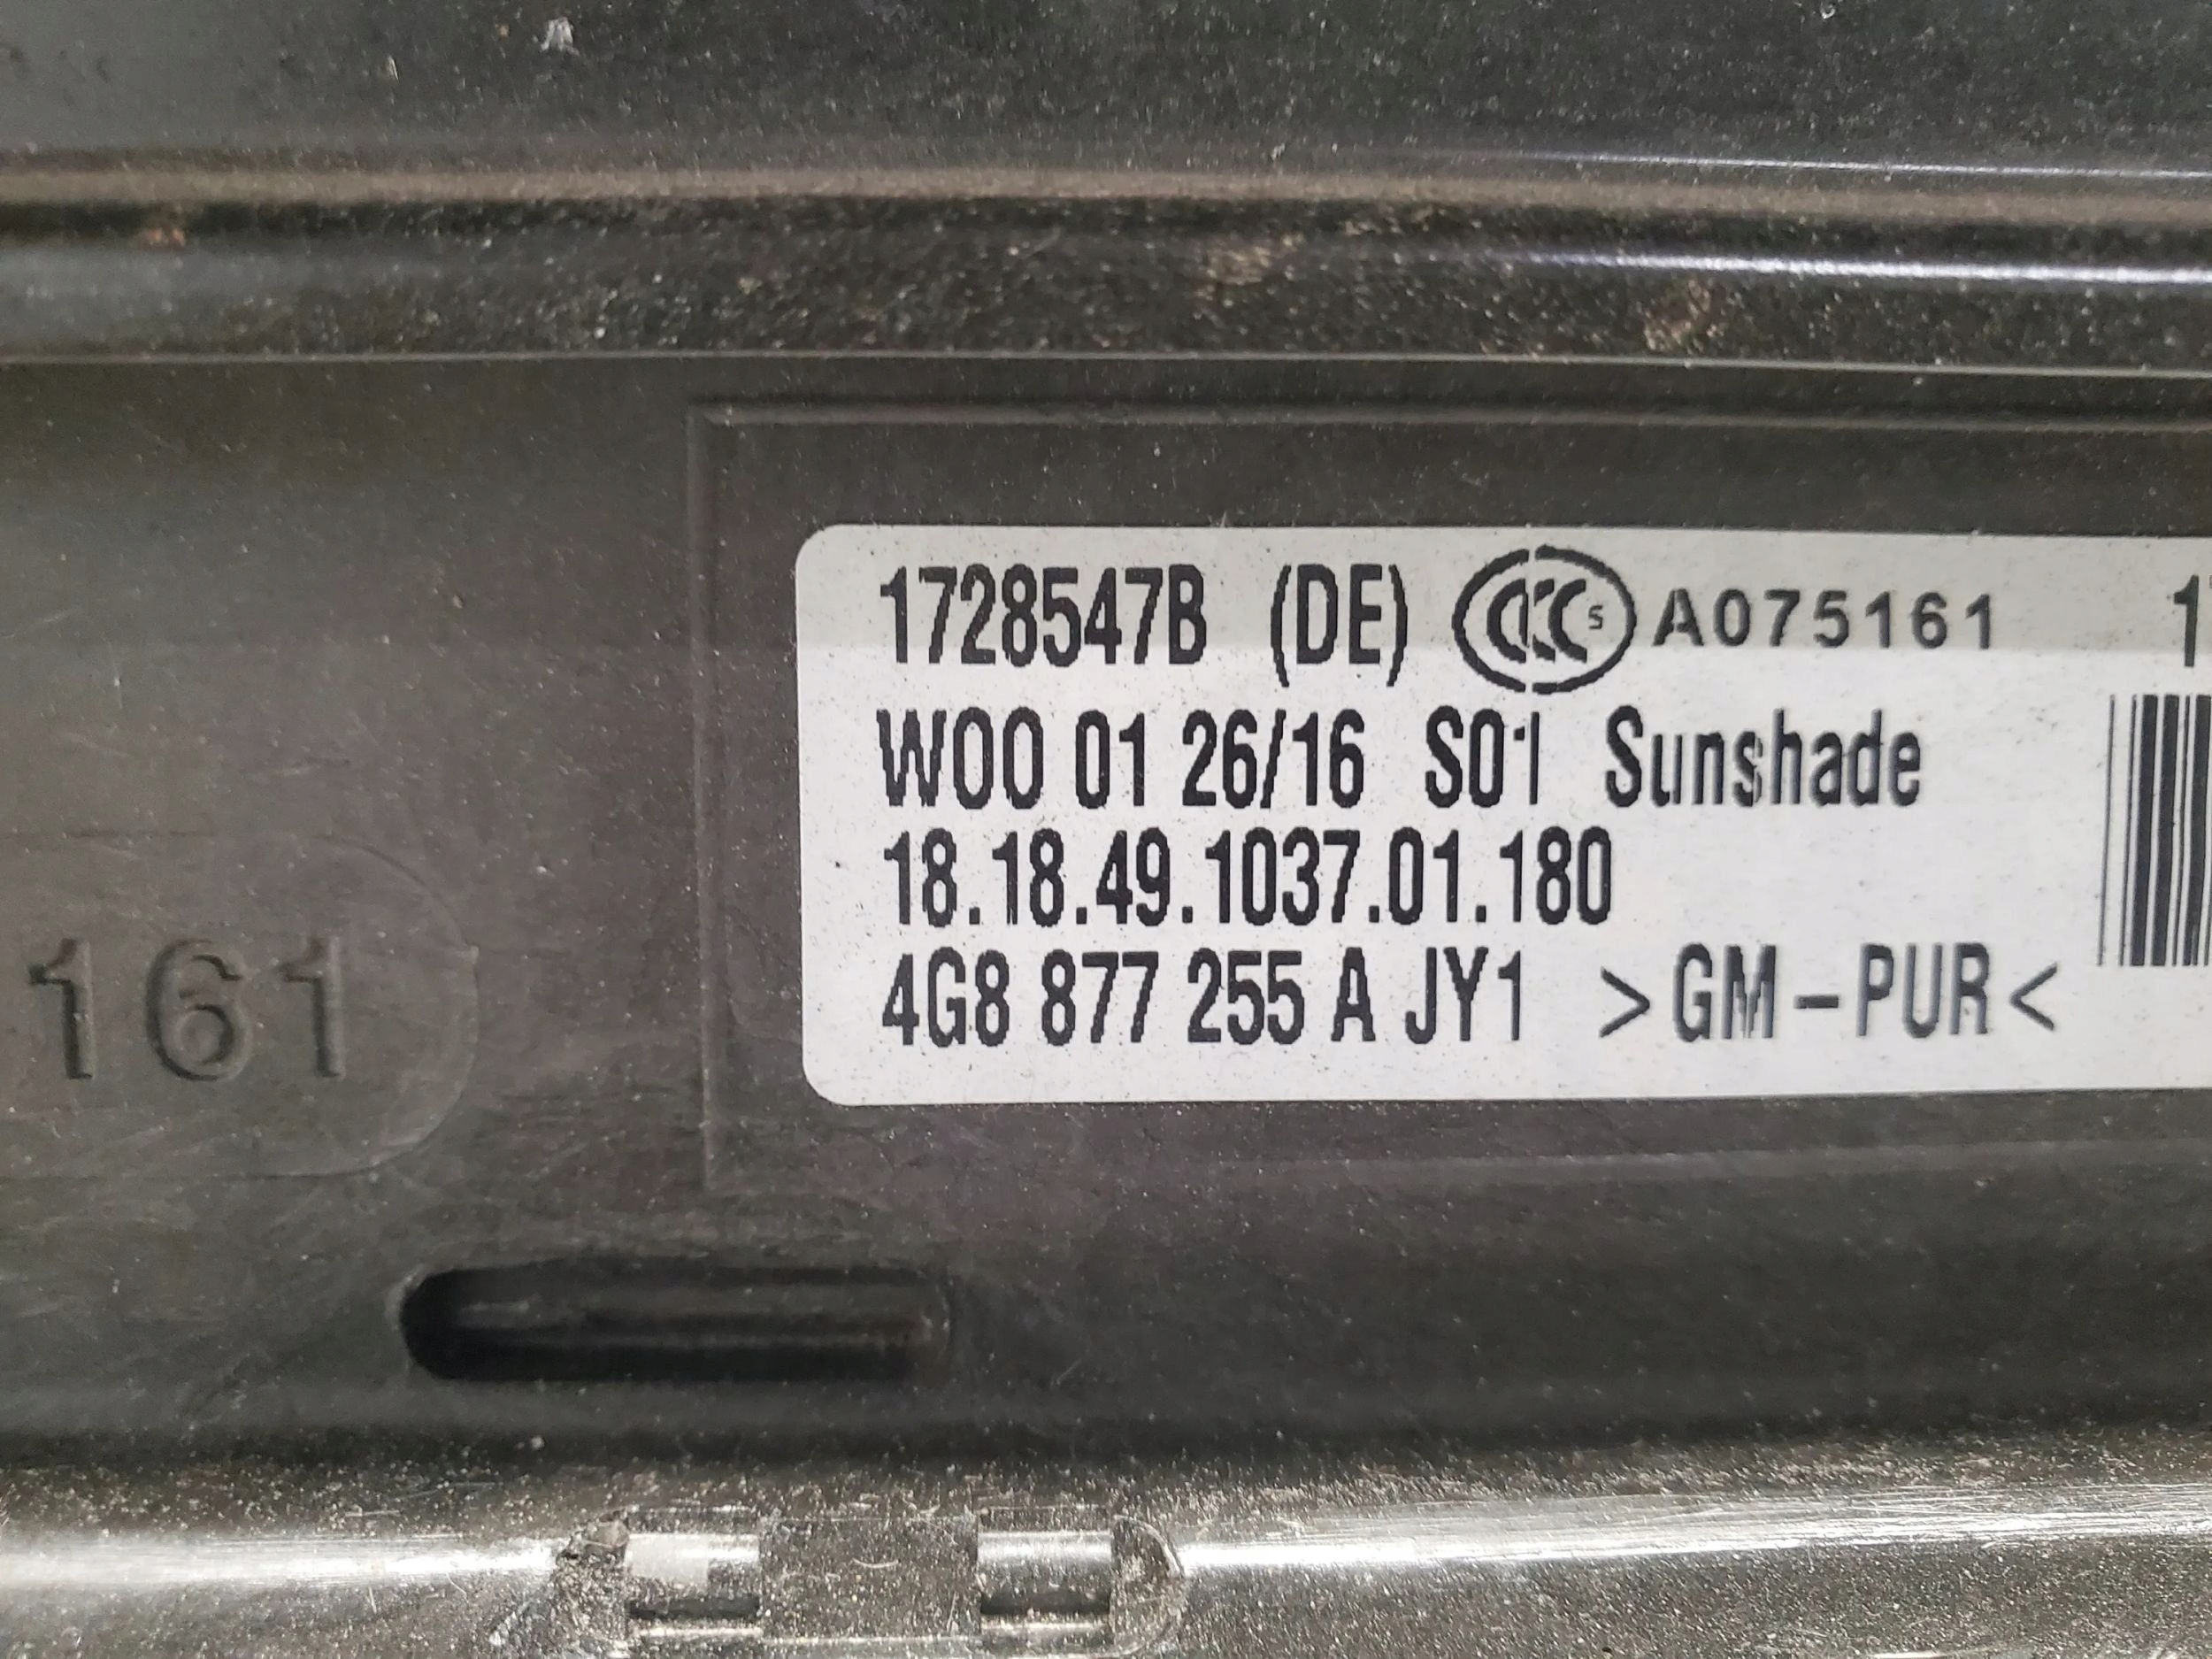 1728547B (DE) CCC S A075161
W00 01 26/16 S01 Sunshade
18.18.49.1037.01.180
4G8 877 255 A JY1 >GM-PUR<
161